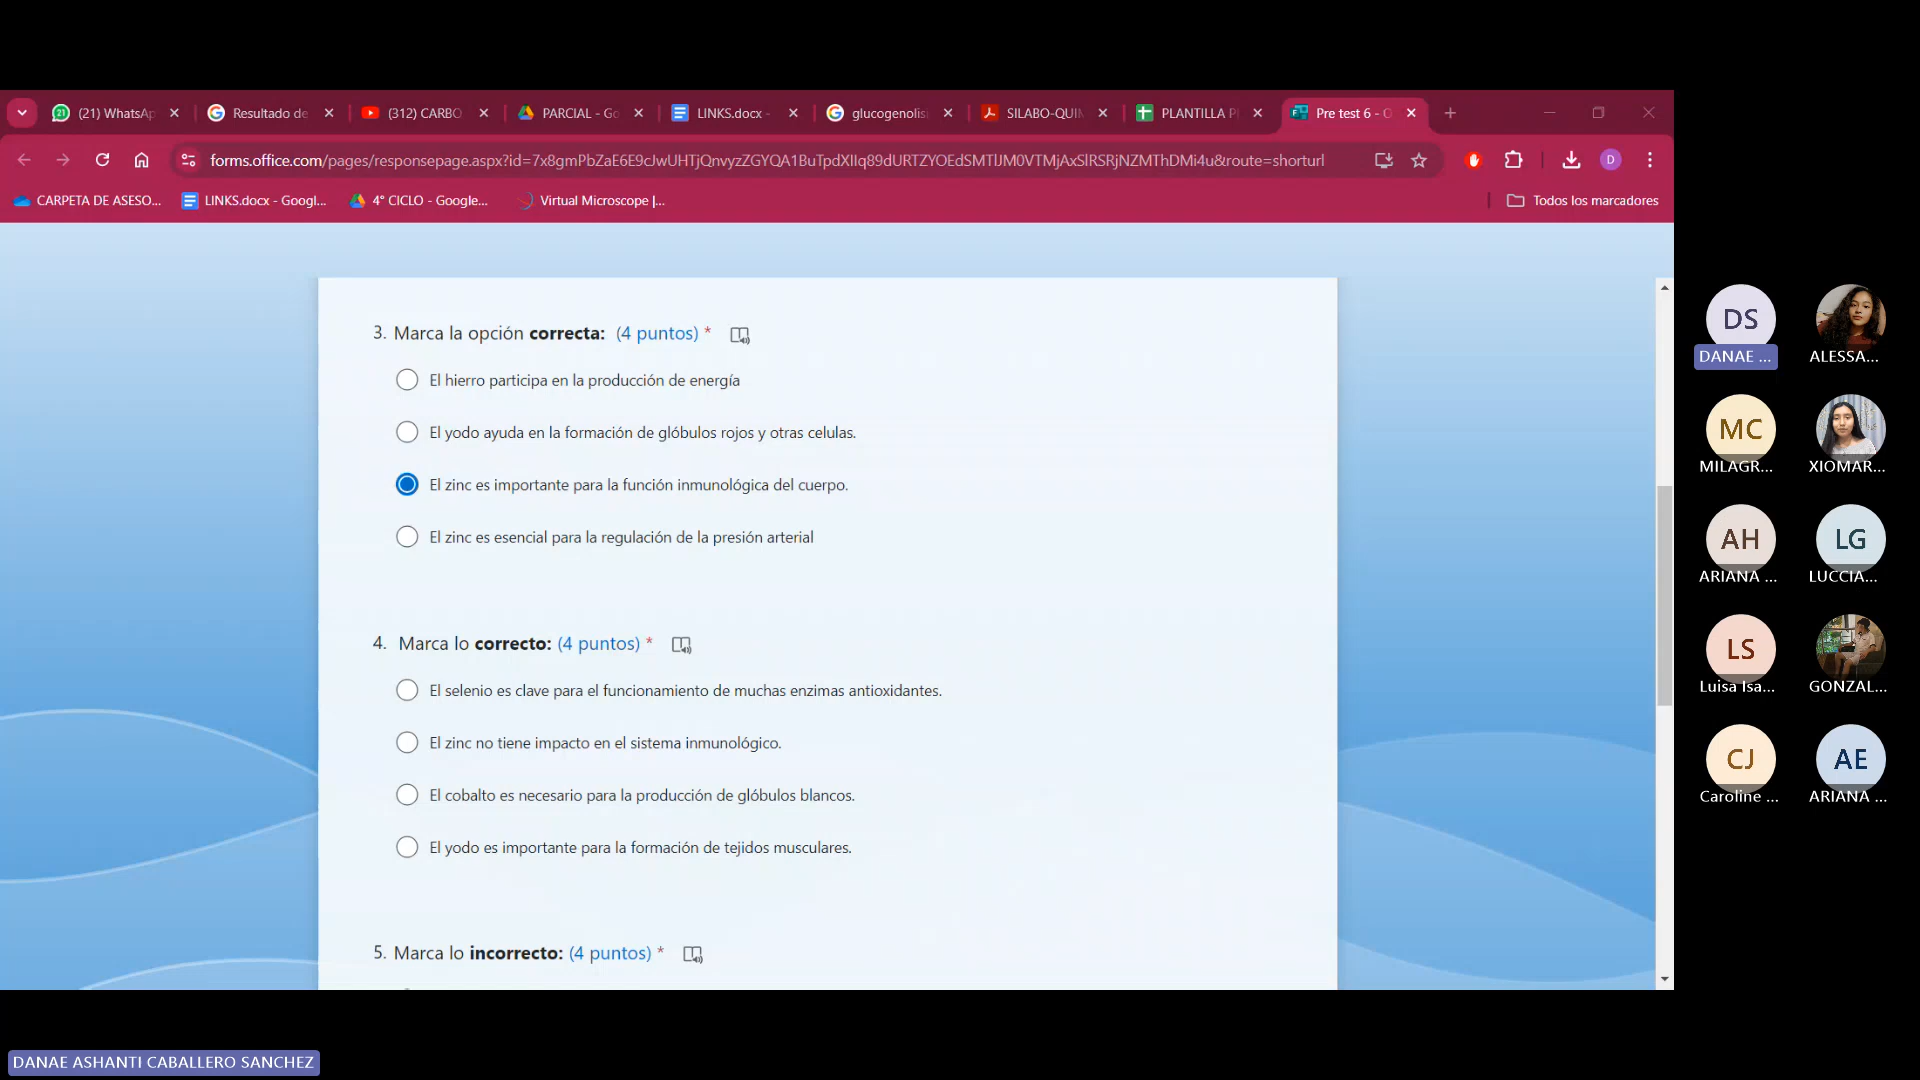 (21) WhatsAp
Resultado de
(312) CARBO
PARCIAL - Go
LINKS.docx -
glucogenolisi
SILABO-QUIN
PLANTILLA P
Pre test 6 - O
forms.office.com/pages/responsepage.aspx?id=7x8gmPbZaE6E9cJwUHTjQnvyzZGYQA1BuTpdXIIq89dURTZYOEdSMTlJM0VTMjAxSlRSRjNZMThDMi4u&route=shorturl
D
CARPETA DE ASESO...
LINKS.docx - Googl...
4° CICLO - Google...
Virtual Microscope |...
Todos los marcadores
3. Marca la opción correcta: (4 puntos) *
El hierro participa en la producción de energía
El yodo ayuda en la formación de glóbulos rojos y otras celulas.
El zinc es importante para la función inmunológica del cuerpo.
El zinc es esencial para la regulación de la presión arterial
4. Marca lo correcto: (4 puntos) *
El selenio es clave para el funcionamiento de muchas enzimas antioxidantes.
El zinc no tiene impacto en el sistema inmunológico.
El cobalto es necesario para la producción de glóbulos blancos.
El yodo es importante para la formación de tejidos musculares.
5. Marca lo incorrecto: (4 puntos) *
DS
DANAE ...
ALESSA...
MC
MILAGR...
XIOMAR...
AH
ARIANA ...
LG
LUCCIA...
LS
Luisa Isa...
GONZAL...
CJ
Caroline ...
AE
ARIANA ...
DANAE ASHANTI CABALLERO SANCHEZ